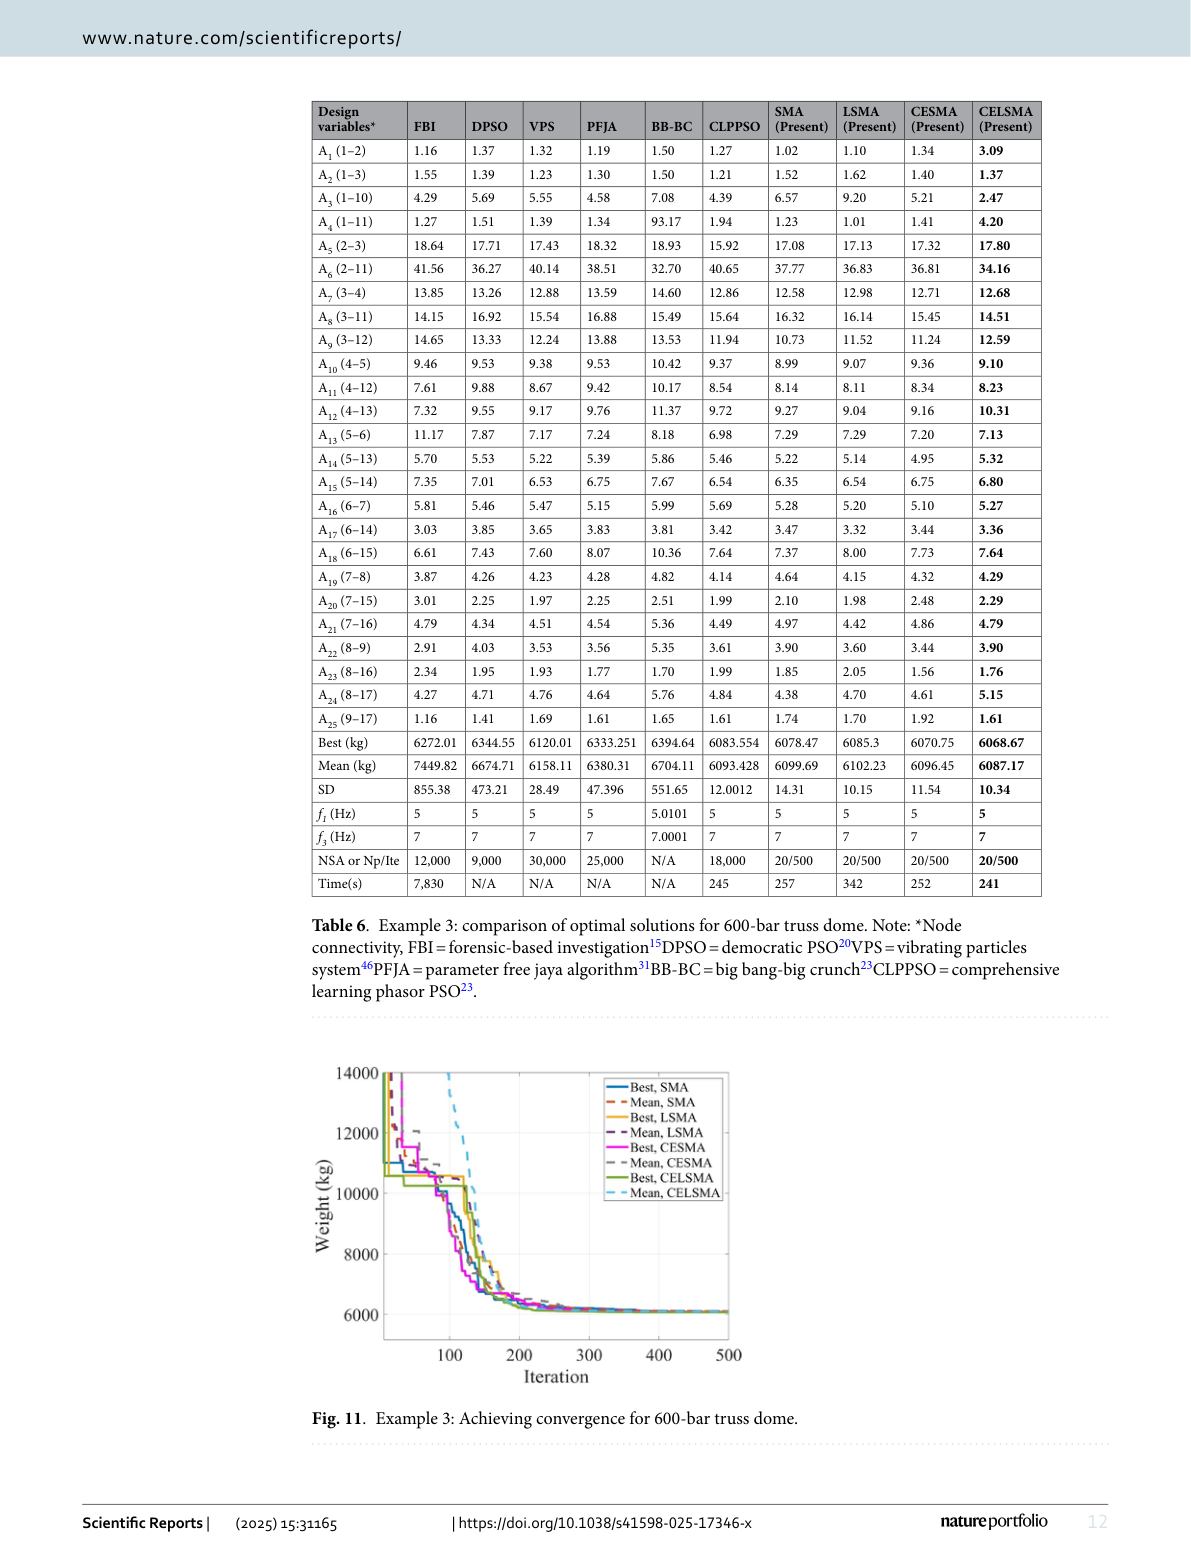 www.nature.com/scientificreports/
Design variables* FBI DPSO VPS PFJA BB-BC CLPPSO SMA (Present) LSMA (Present) CESMA (Present) CELSMA (Present)
A1 (1–2) 1.16 1.37 1.32 1.19 1.50 1.27 1.02 1.10 1.34 3.09
A2 (1–3) 1.55 1.39 1.23 1.30 1.50 1.21 1.52 1.62 1.40 1.37
A3 (1–10) 4.29 5.69 5.55 4.58 7.08 4.39 6.57 9.20 5.21 2.47
A4 (1–11) 1.27 1.51 1.39 1.34 93.17 1.94 1.23 1.01 1.41 4.20
A5 (2–3) 18.64 17.71 17.43 18.32 18.93 15.92 17.08 17.13 17.32 17.80
A6 (2–11) 41.56 36.27 40.14 38.51 32.70 40.65 37.77 36.83 36.81 34.16
A7 (3–4) 13.85 13.26 12.88 13.59 14.60 12.86 12.58 12.98 12.71 12.68
A8 (3–11) 14.15 16.92 15.54 16.88 15.49 15.64 16.32 16.14 15.45 14.51
A9 (3–12) 14.65 13.33 12.24 13.88 13.53 11.94 10.73 11.52 11.24 12.59
A10 (4–5) 9.46 9.53 9.38 9.53 10.42 9.37 8.99 9.07 9.36 9.10
A11 (4–12) 7.61 9.88 8.67 9.42 10.17 8.54 8.14 8.11 8.34 8.23
A12 (4–13) 7.32 9.55 9.17 9.76 11.37 9.72 9.27 9.04 9.16 10.31
A13 (5–6) 11.17 7.87 7.17 7.24 8.18 6.98 7.29 7.29 7.20 7.13
A14 (5–13) 5.70 5.53 5.22 5.39 5.86 5.46 5.22 5.14 4.95 5.32
A15 (5–14) 7.35 7.01 6.53 6.75 7.67 6.54 6.35 6.54 6.75 6.80
A16 (6–7) 5.81 5.46 5.47 5.15 5.99 5.69 5.28 5.20 5.10 5.27
A17 (6–14) 3.03 3.85 3.65 3.83 3.81 3.42 3.47 3.32 3.44 3.36
A18 (6–15) 6.61 7.43 7.60 8.07 10.36 7.64 7.37 8.00 7.73 7.64
A19 (7–8) 3.87 4.26 4.23 4.28 4.82 4.14 4.64 4.15 4.32 4.29
A20 (7–15) 3.01 2.25 1.97 2.25 2.51 1.99 2.10 1.98 2.48 2.29
A21 (7–16) 4.79 4.34 4.51 4.54 5.36 4.49 4.97 4.42 4.86 4.79
A22 (8–9) 2.91 4.03 3.53 3.56 5.35 3.61 3.90 3.60 3.44 3.90
A23 (8–16) 2.34 1.95 1.93 1.77 1.70 1.99 1.85 2.05 1.56 1.76
A24 (8–17) 4.27 4.71 4.76 4.64 5.76 4.84 4.38 4.70 4.61 5.15
A25 (9–17) 1.16 1.41 1.69 1.61 1.65 1.61 1.74 1.70 1.92 1.61
Best (kg) 6272.01 6344.55 6120.01 6333.251 6394.64 6083.554 6078.47 6085.3 6070.75 6068.67
Mean (kg) 7449.82 6674.71 6158.11 6380.31 6704.11 6093.428 6099.69 6102.23 6096.45 6087.17
SD 855.38 473.21 28.49 47.396 551.65 12.0012 14.31 10.15 11.54 10.34
f1 (Hz) 5 5 5 5 5.0101 5 5 5 5 5
f3 (Hz) 7 7 7 7 7.0001 7 7 7 7 7
NSA or Np/Ite 12,000 9,000 30,000 25,000 N/A 18,000 20/500 20/500 20/500 20/500
Time(s) 7,830 N/A N/A N/A N/A 245 257 342 252 241
Table 6. Example 3: comparison of optimal solutions for 600-bar truss dome. Note: *Node
connectivity, FBI = forensic-based investigation15DPSO = democratic PSO20VPS = vibrating particles
system46PFJA = parameter free jaya algorithm31BB-BC = big bang-big crunch23CLPPSO = comprehensive
learning phasor PSO23.
14000
12000
10000
8000
6000
Weight (kg)
Best, SMA
Mean, SMA
Best, LSMA
Mean, LSMA
Best, CESMA
Mean, CESMA
Best, CELSMA
Mean, CELSMA
100 200 300 400 500
Iteration
Fig. 11. Example 3: Achieving convergence for 600-bar truss dome.
Scientific Reports | (2025) 15:31165 | https://doi.org/10.1038/s41598-025-17346-x nature portfolio 12